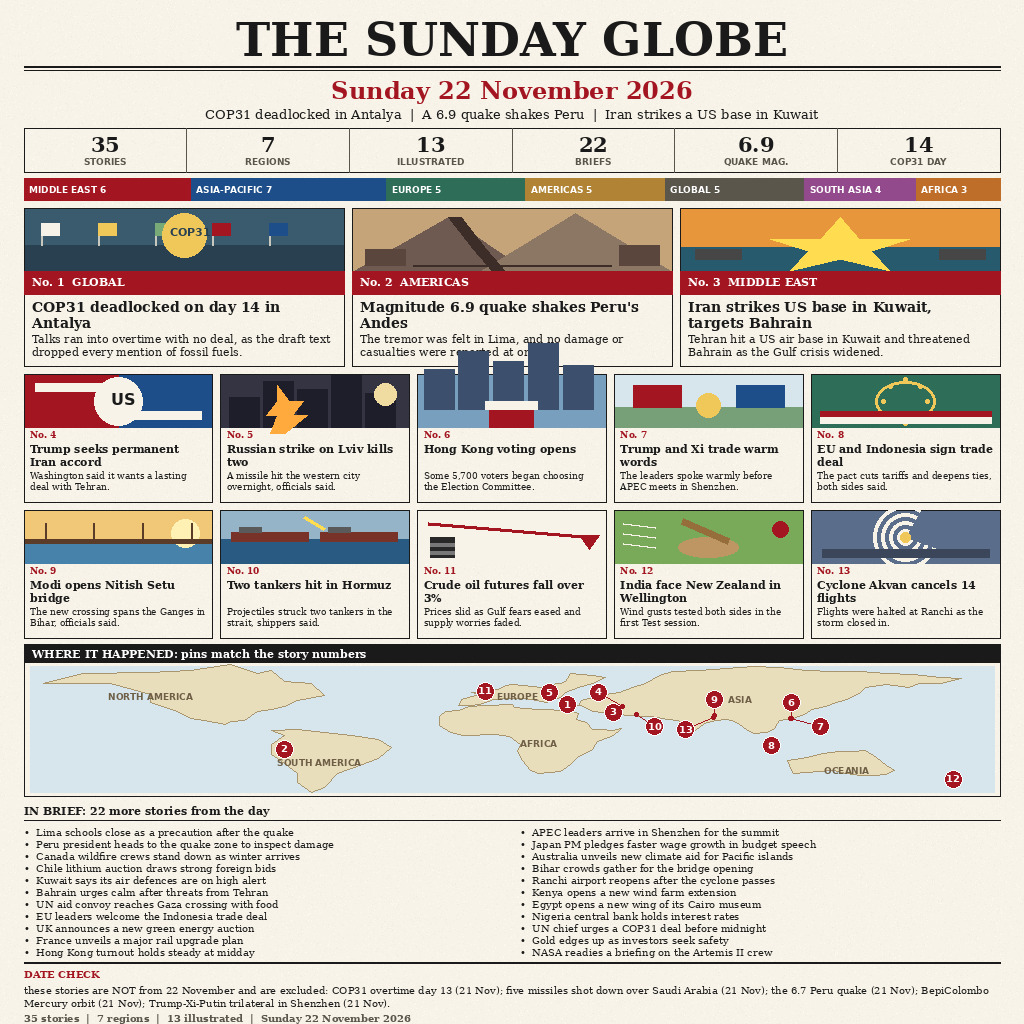 THE SUNDAY GLOBE
Sunday 22 November 2026
COP31 deadlocked in Antalya | A 6.9 quake shakes Peru | Iran strikes a US base in Kuwait
35 7 13 22 6.9 14
STORIES REGIONS ILLUSTRATED BRIEFS QUAKE MAG. COP31 DAY
MIDDLE EAST 6 ASIA-PACIFIC 7 EUROPE 5 AMERICAS 5 GLOBAL 5 SOUTH ASIA 4 AFRICA 3
COP31
No. 1 GLOBAL
COP31 deadlocked on day 14 in
Antalya
Talks ran into overtime with no deal, as the draft text
dropped every mention of fossil fuels.
No. 2 AMERICAS
Magnitude 6.9 quake shakes Peru's
Andes
The tremor was felt in Lima, and no damage or
casualties were reported at
No. 3 MIDDLE EAST
Iran strikes US base in Kuwait,
targets Bahrain
Tehran hit a US air base in Kuwait and threatened
Bahrain as the Gulf crisis widened.
US
No. 4
Trump seeks permanent
Iran accord
Washington said it wants a lasting
deal with Tehran.
No. 5
Russian strike on Lviv kills
two
A missile hit the western city
overnight, officials said.
No. 6
Hong Kong voting opens
Some 5,700 voters began choosing
the Election Committee.
No. 7
Trump and Xi trade warm
words
The leaders spoke warmly before
APEC meets in Shenzhen.
No. 8
EU and Indonesia sign trade
deal
The pact cuts tariffs and deepens ties,
both sides said.
No. 9
Modi opens Nitish Setu
bridge
The new crossing spans the Ganges in
Bihar, officials said.
No. 10
Two tankers hit in Hormuz
Projectiles struck two tankers in the
strait, shippers said.
No. 11
Crude oil futures fall over
3%
Prices slid as Gulf fears eased and
supply worries faded.
No. 12
India face New Zealand in
Wellington
Wind gusts tested both sides in the
first Test session.
No. 13
Cyclone Akvan cancels 14
flights
Flights were halted at Ranchi as the
storm closed in.
WHERE IT HAPPENED: pins match the story numbers
NORTH AMERICA
SOUTH AMERICA
EUROPE
AFRICA
ASIA
OCEANIA
11 5 1 4 3 10 13 9 6 7 8 2 12
IN BRIEF: 22 more stories from the day
• Lima schools close as a precaution after the quake
• Peru president heads to the quake zone to inspect damage
• Canada wildfire crews stand down as winter arrives
• Chile lithium auction draws strong foreign bids
• Kuwait says its air defences are on high alert
• Bahrain urges calm after threats from Tehran
• UN aid convoy reaches Gaza crossing with food
• EU leaders welcome the Indonesia trade deal
• UK announces a new green energy auction
• France unveils a major rail upgrade plan
• Hong Kong turnout holds steady at midday
• APEC leaders arrive in Shenzhen for the summit
• Japan PM pledges faster wage growth in budget speech
• Australia unveils new climate aid for Pacific islands
• Bihar crowds gather for the bridge opening
• Ranchi airport reopens after the cyclone passes
• Kenya opens a new wind farm extension
• Egypt opens a new wing of its Cairo museum
• Nigeria central bank holds interest rates
• UN chief urges a COP31 deal before midnight
• Gold edges up as investors seek safety
• NASA readies a briefing on the Artemis II crew
DATE CHECK
these stories are NOT from 22 November and are excluded: COP31 overtime day 13 (21 Nov); five missiles shot down over Saudi Arabia (21 Nov); the 6.7 Peru quake (21 Nov); BepiColombo
Mercury orbit (21 Nov); Trump-Xi-Putin trilateral in Shenzhen (21 Nov).
35 stories | 7 regions | 13 illustrated | Sunday 22 November 2026